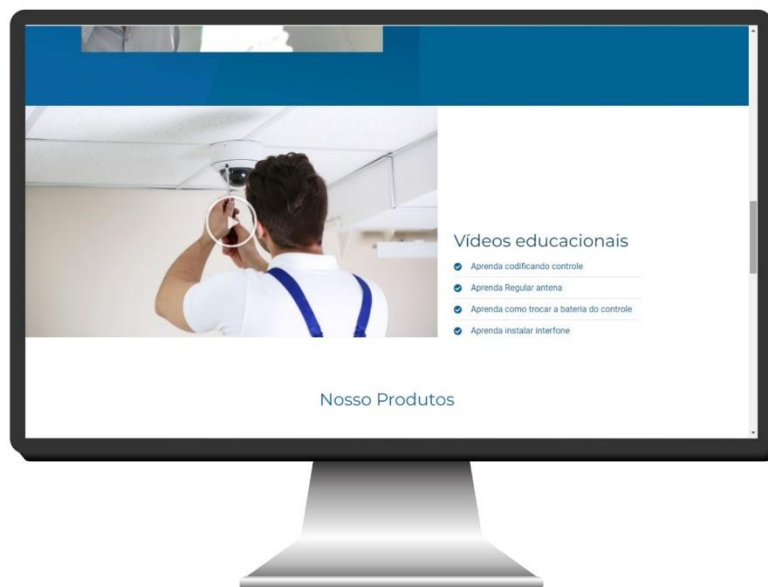 Vídeos educacionais
Aprenda codificando controle
Aprenda Regular antena
Aprenda como trocar a bateria do controle
Aprenda instalar interfone
Nosso Produtos